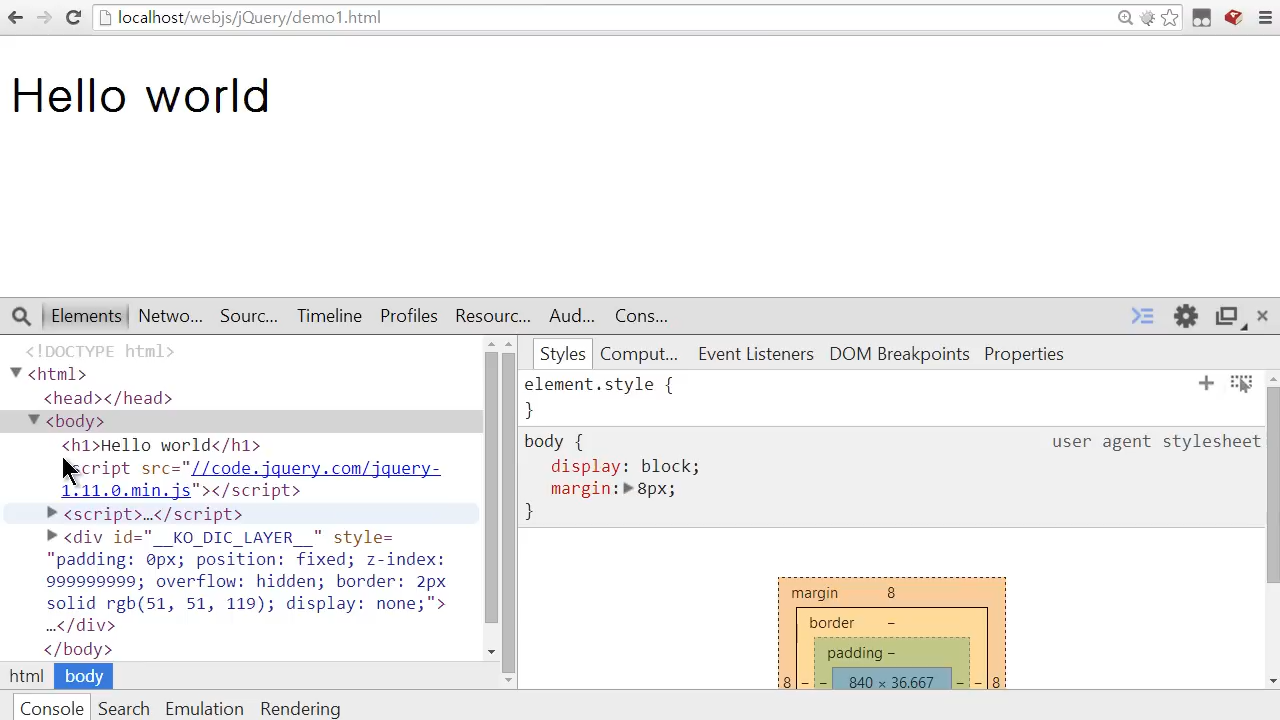 localhost/webjs/jQuery/demo1.html
Hello world
Elements Netwo... Sourc... Timeline Profiles Resourc... Aud... Cons...
<!DOCTYPE html>
<html>
<head></head>
<body>
<h1>Hello world</h1>
script src="//code.jquery.com/jquery-
1.11.0.min.js"></script>
<script>…</script>
<div id="__KO_DIC_LAYER__" style=
"padding: 0px; position: fixed; z-index:
999999999; overflow: hidden; border: 2px
solid rgb(51, 51, 119); display: none;">
…</div>
</body>
html body
Styles Comput... Event Listeners DOM Breakpoints Properties
element.style {
}
body { user agent stylesheet
display: block;
margin: 8px;
}
margin 8
border –
padding –
8 – – 840 × 36.667 – – 8
Console Search Emulation Rendering